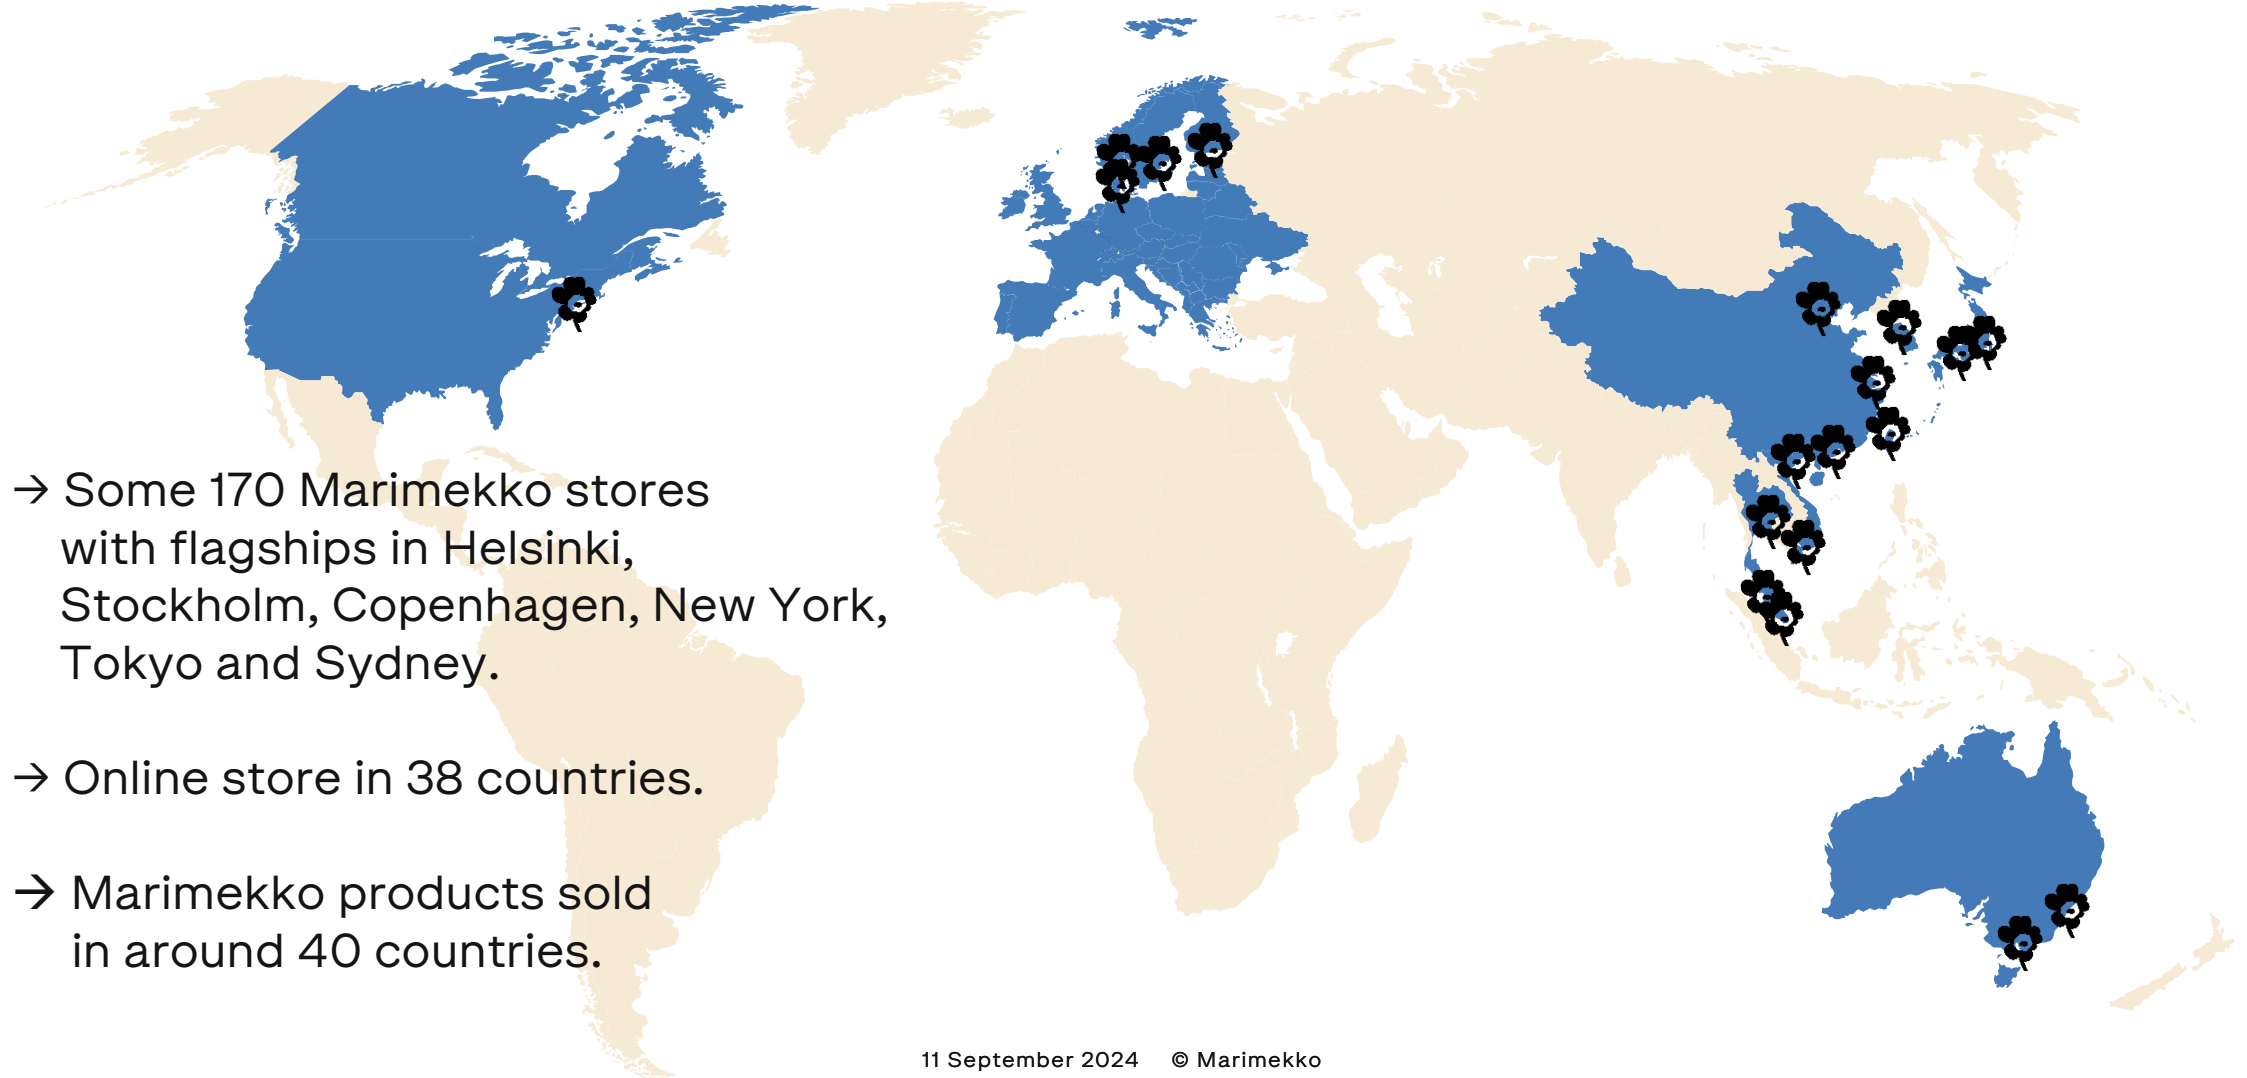 → Some 170 Marimekko stores
with flagships in Helsinki,
Stockholm, Copenhagen, New York,
Tokyo and Sydney.
→ Online store in 38 countries.
→ Marimekko products sold
in around 40 countries.
11 September 2024 © Marimekko